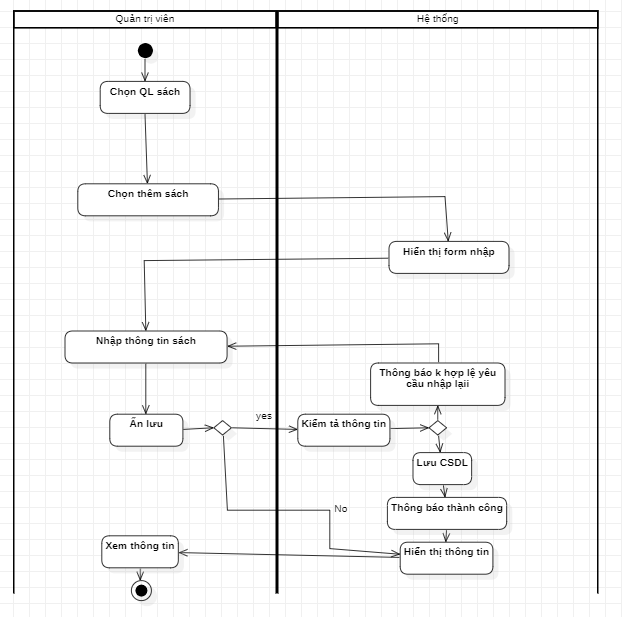 Quản trị viên
Hệ thống
Chọn QL sách
Chọn thêm sách
Hiển thị form nhập
Nhập thông tin sách
Thông báo k hợp lệ yêu
cầu nhập lạii
yes
Ấn lưu
Kiểm tả thông tin
Lưu CSDL
Thông báo thành công
No
Xem thông tin
Hiển thị thông tin